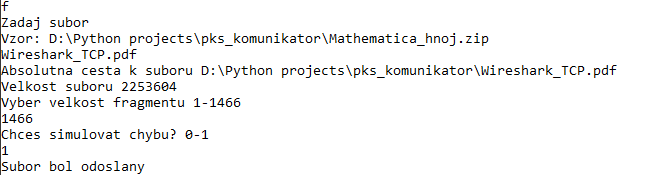 f
Zadaj subor
Vzor: D:\Python projects\pks_komunikator\Mathematica_hnoj.zip
Wireshark_TCP.pdf
Absolutna cesta k suboru D:\Python projects\pks_komunikator\Wireshark_TCP.pdf
Velkost suboru 2253604
Vyber velkost fragmentu 1-1466
1466
Chces simulovat chybu? 0-1
1
Subor bol odoslany